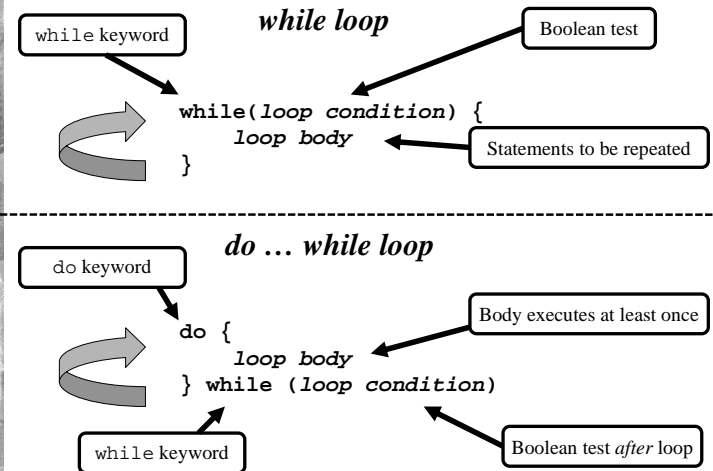 while loop
while keyword
Boolean test
while(loop condition) {
loop body
Statements to be repeated
}
do … while loop
do keyword
Body executes at least once
do {
loop body
} while (loop condition)
while keyword
Boolean test after loop